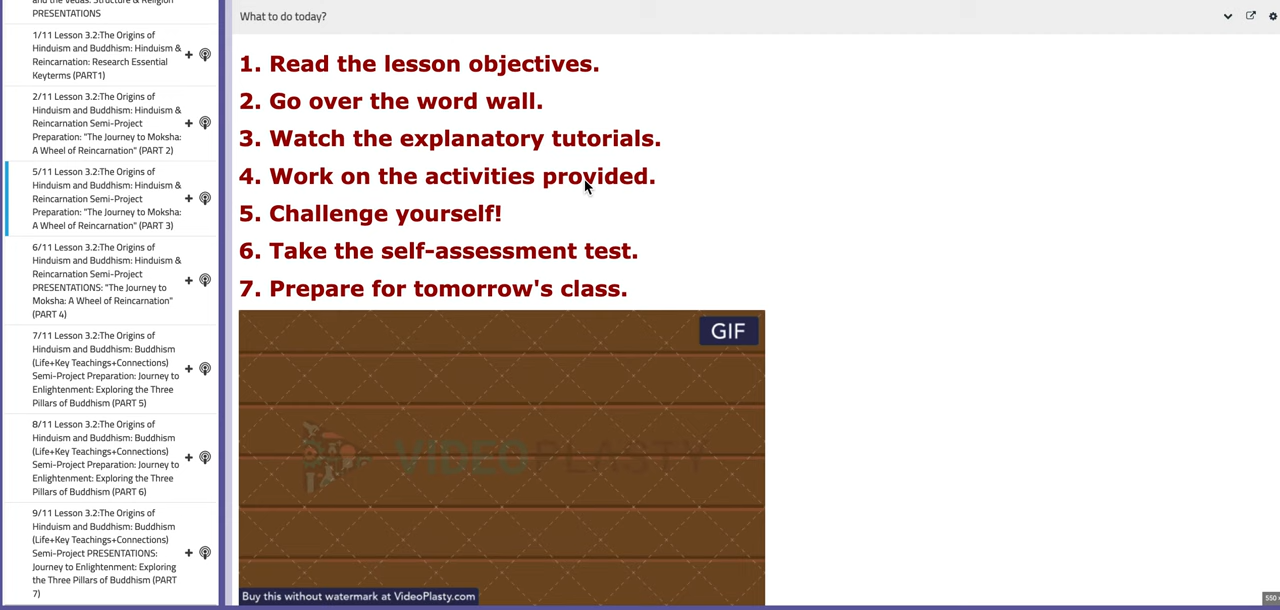 and the Vedas: Structure & Religion
PRESENTATIONS
1/11 Lesson 3.2:The Origins of
Hinduism and Buddhism: Hinduism &
Reincarnation: Research Essential
Keyterms (PART1)
2/11 Lesson 3.2:The Origins of
Hinduism and Buddhism: Hinduism &
Reincarnation Semi-Project
Preparation: "The Journey to Moksha:
A Wheel of Reincarnation" (PART 2)
5/11 Lesson 3.2:The Origins of
Hinduism and Buddhism: Hinduism &
Reincarnation Semi-Project
Preparation: "The Journey to Moksha:
A Wheel of Reincarnation" (PART 3)
6/11 Lesson 3.2:The Origins of
Hinduism and Buddhism: Hinduism &
Reincarnation Semi-Project
PRESENTATIONS: "The Journey to
Moksha: A Wheel of Reincarnation"
(PART 4)
7/11 Lesson 3.2:The Origins of
Hinduism and Buddhism: Buddhism
(Life+Key Teachings+Connections)
Semi-Project Preparation: Journey to
Enlightenment: Exploring the Three
Pillars of Buddhism (PART 5)
8/11 Lesson 3.2:The Origins of
Hinduism and Buddhism: Buddhism
(Life+Key Teachings+Connections)
Semi-Project Preparation: Journey to
Enlightenment: Exploring the Three
Pillars of Buddhism (PART 6)
9/11 Lesson 3.2:The Origins of
Hinduism and Buddhism: Buddhism
(Life+Key Teachings+Connections)
Semi-Project PRESENTATIONS:
Journey to Enlightenment: Exploring
the Three Pillars of Buddhism (PART
7)
What to do today?
1. Read the lesson objectives.
2. Go over the word wall.
3. Watch the explanatory tutorials.
4. Work on the activities provided.
5. Challenge yourself!
6. Take the self-assessment test.
7. Prepare for tomorrow's class.
GIF
VIDEOPLASTY
Buy this without watermark at VideoPlasty.com
550